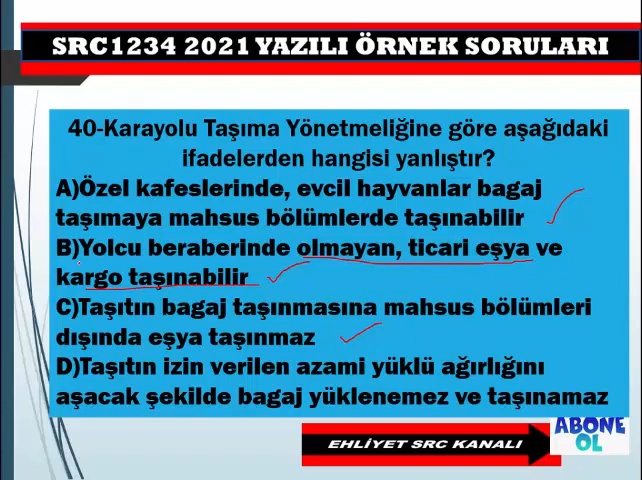 SRC1234 2021 YAZILI ÖRNEK SORULARI
40-Karayolu Taşıma Yönetmeliğine göre aşağıdaki
ifadelerden hangisi yanlıştır?
A)Özel kafeslerinde, evcil hayvanlar bagaj
taşımaya mahsus bölümlerde taşınabilir
B)Yolcu beraberinde olmayan, ticari eşya ve
kargo taşınabilir
C)Taşıtın bagaj taşınmasına mahsus bölümleri
dışında eşya taşınmaz
D)Taşıtın izin verilen azami yüklü ağırlığını
aşacak şekilde bagaj yüklenemez ve taşınamaz
EHLİYET SRC KANALI
ABONE
OL